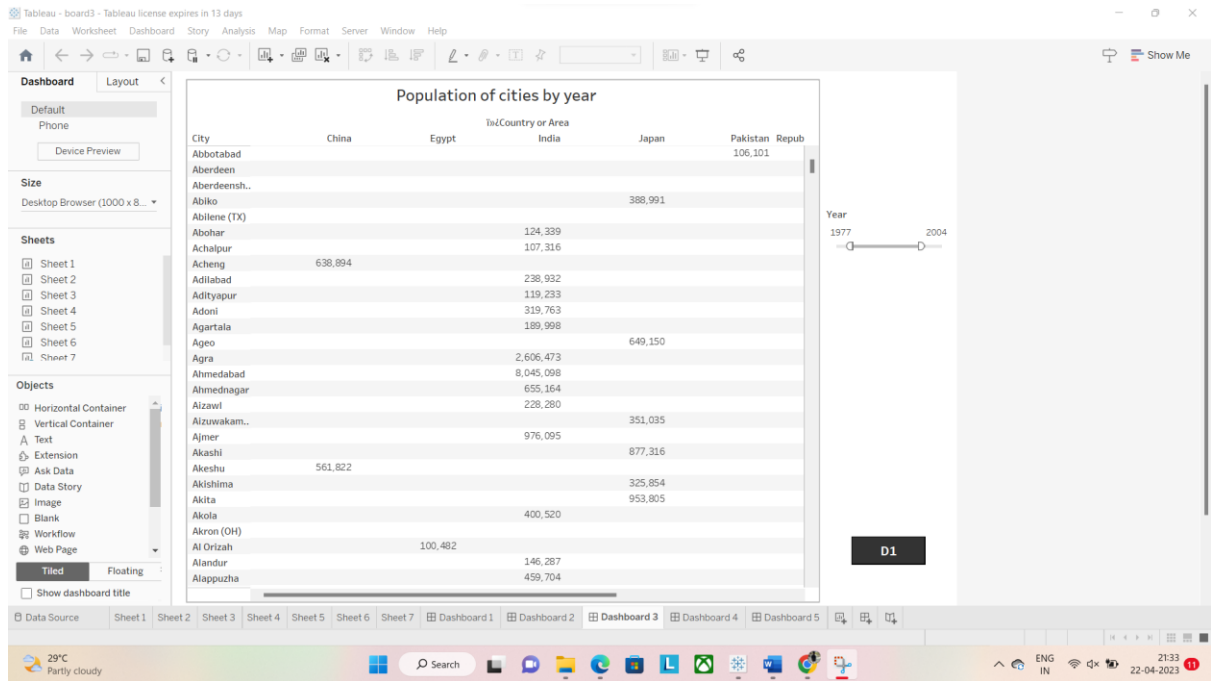 Tableau - board3 - Tableau license expires in 13 days
File Data Worksheet Dashboard Story Analysis Map Format Server Window Help
Show Me
Dashboard Layout
Default
Phone
Device Preview
Size
Desktop Browser (1000 x 8...
Sheets
Sheet 1
Sheet 2
Sheet 3
Sheet 4
Sheet 5
Sheet 6
Sheet 7
Objects
Horizontal Container
Vertical Container
Text
Extension
Ask Data
Data Story
Image
Blank
Workflow
Web Page
Tiled Floating
Show dashboard title
Population of cities by year
ï»¿Country or Area
City China Egypt India Japan Pakistan Repub
Abbotabad 106,101
Aberdeen
Aberdeensh..
Abiko 388,991
Abilene (TX)
Abohar 124,339
Achalpur 107,316
Acheng 638,894
Adilabad 238,932
Adityapur 119,233
Adoni 319,763
Agartala 189,998
Ageo 649,150
Agra 2,606,473
Ahmedabad 8,045,098
Ahmednagar 655,164
Aizawl 228,280
Aizuwakam.. 351,035
Ajmer 976,095
Akashi 877,316
Akeshu 561,822
Akishima 325,854
Akita 953,805
Akola 400,520
Akron (OH)
Al Orizah 100,482
Alandur 146,287
Alappuzha 459,704
Year
1977 2004
D1
Data Source Sheet 1 Sheet 2 Sheet 3 Sheet 4 Sheet 5 Sheet 6 Sheet 7 Dashboard 1 Dashboard 2 Dashboard 3 Dashboard 4 Dashboard 5
29°C
Partly cloudy
Search
ENG
IN
21:33
22-04-2023
11